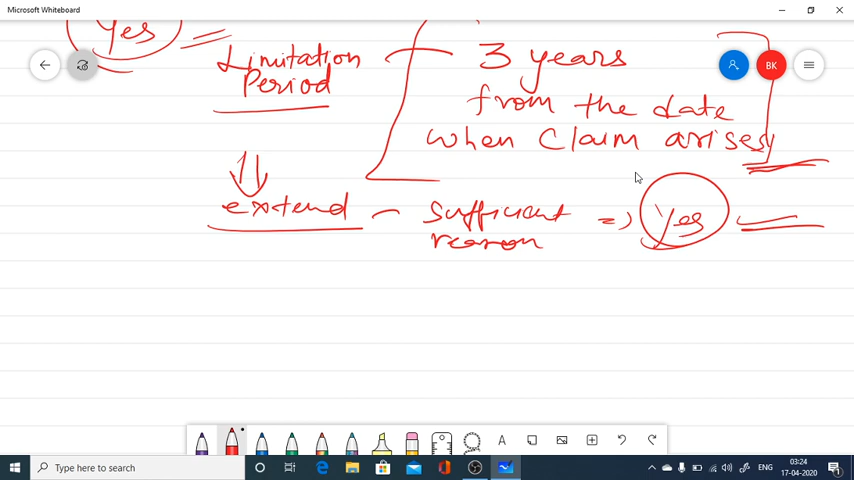 Microsoft Whiteboard
Yes
BK
Limitation Period
3 years
from the date
when Claim arises
extend
sufficient reason
=> Yes
A
Type here to search
ENG
03:24
17-04-2020